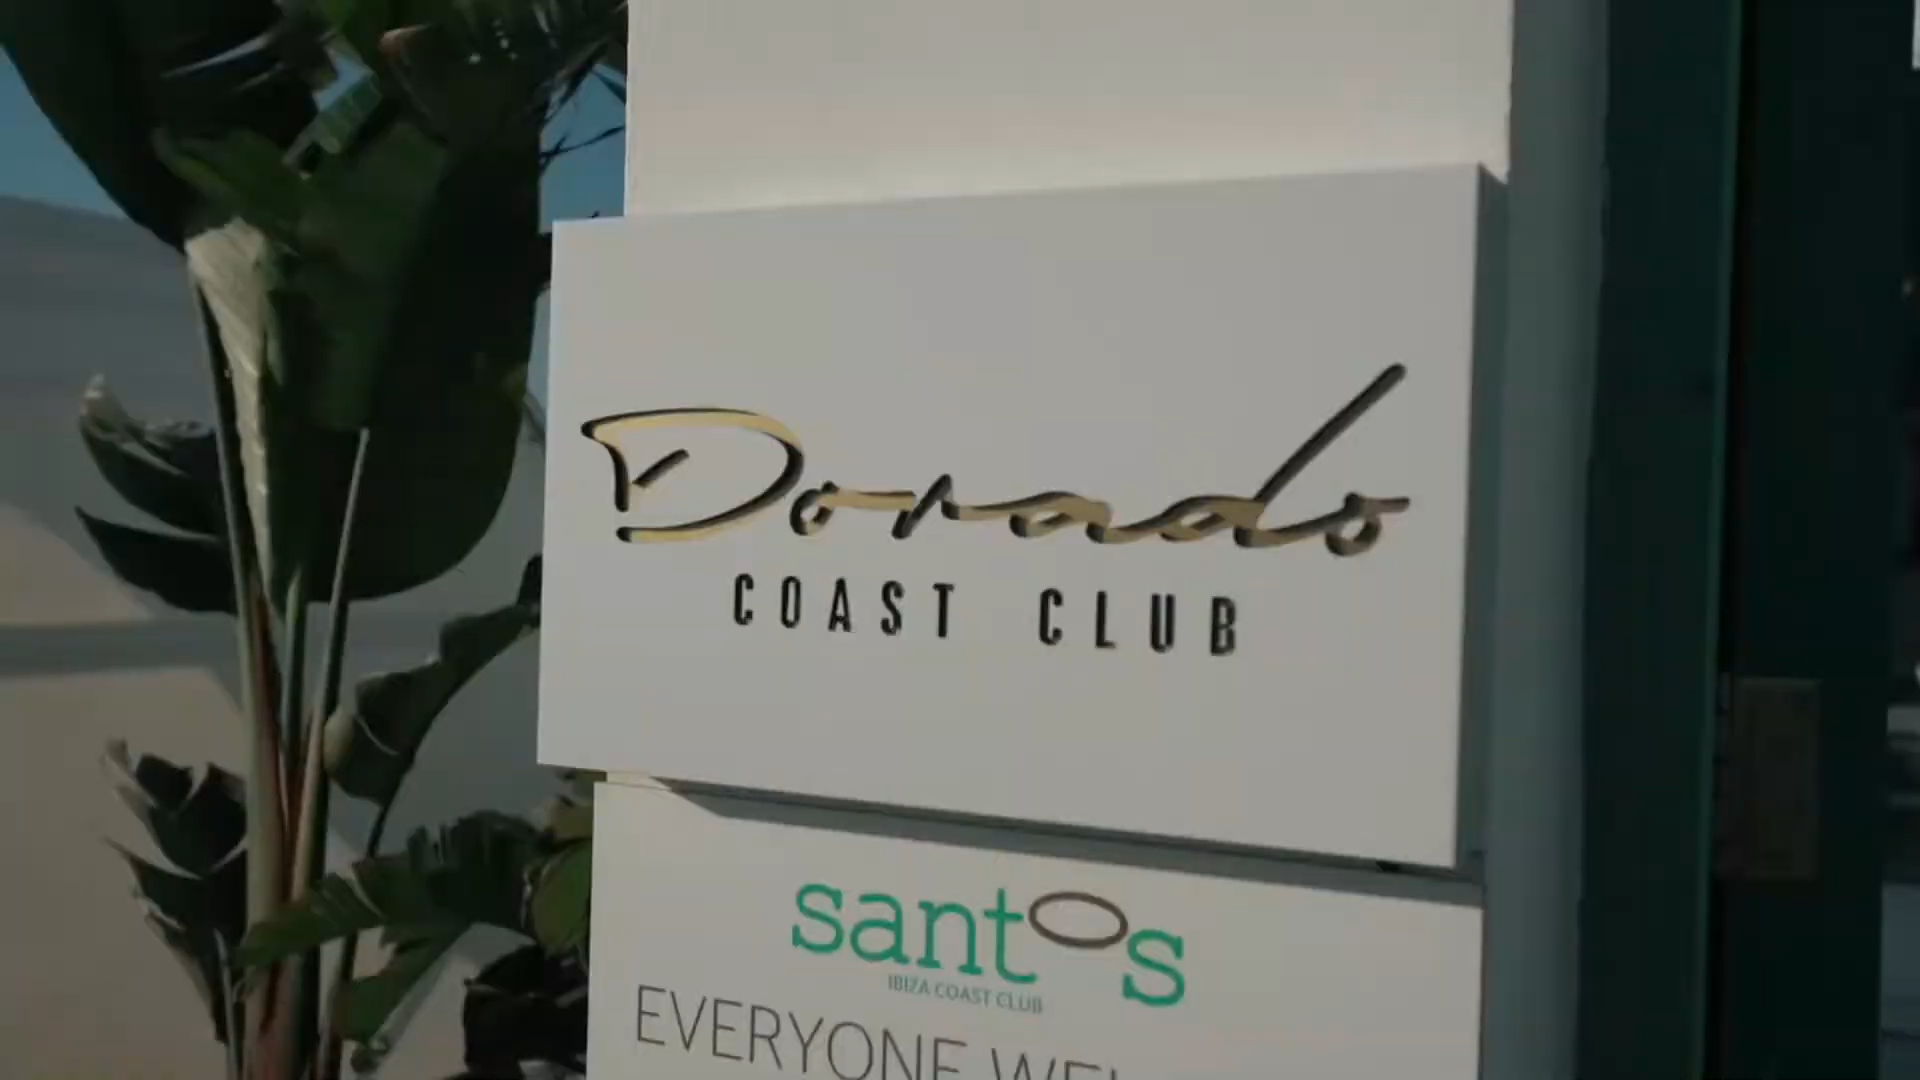 Dorado
COAST CLUB
santos
IBIZA COAST CLUB
EVERYONE